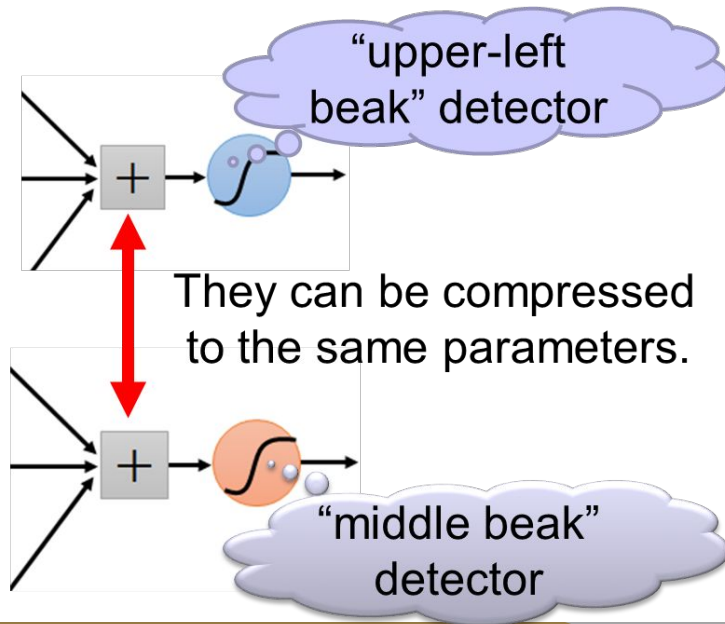 “upper-left
beak” detector
+
They can be compressed
to the same parameters.
+
“middle beak”
detector